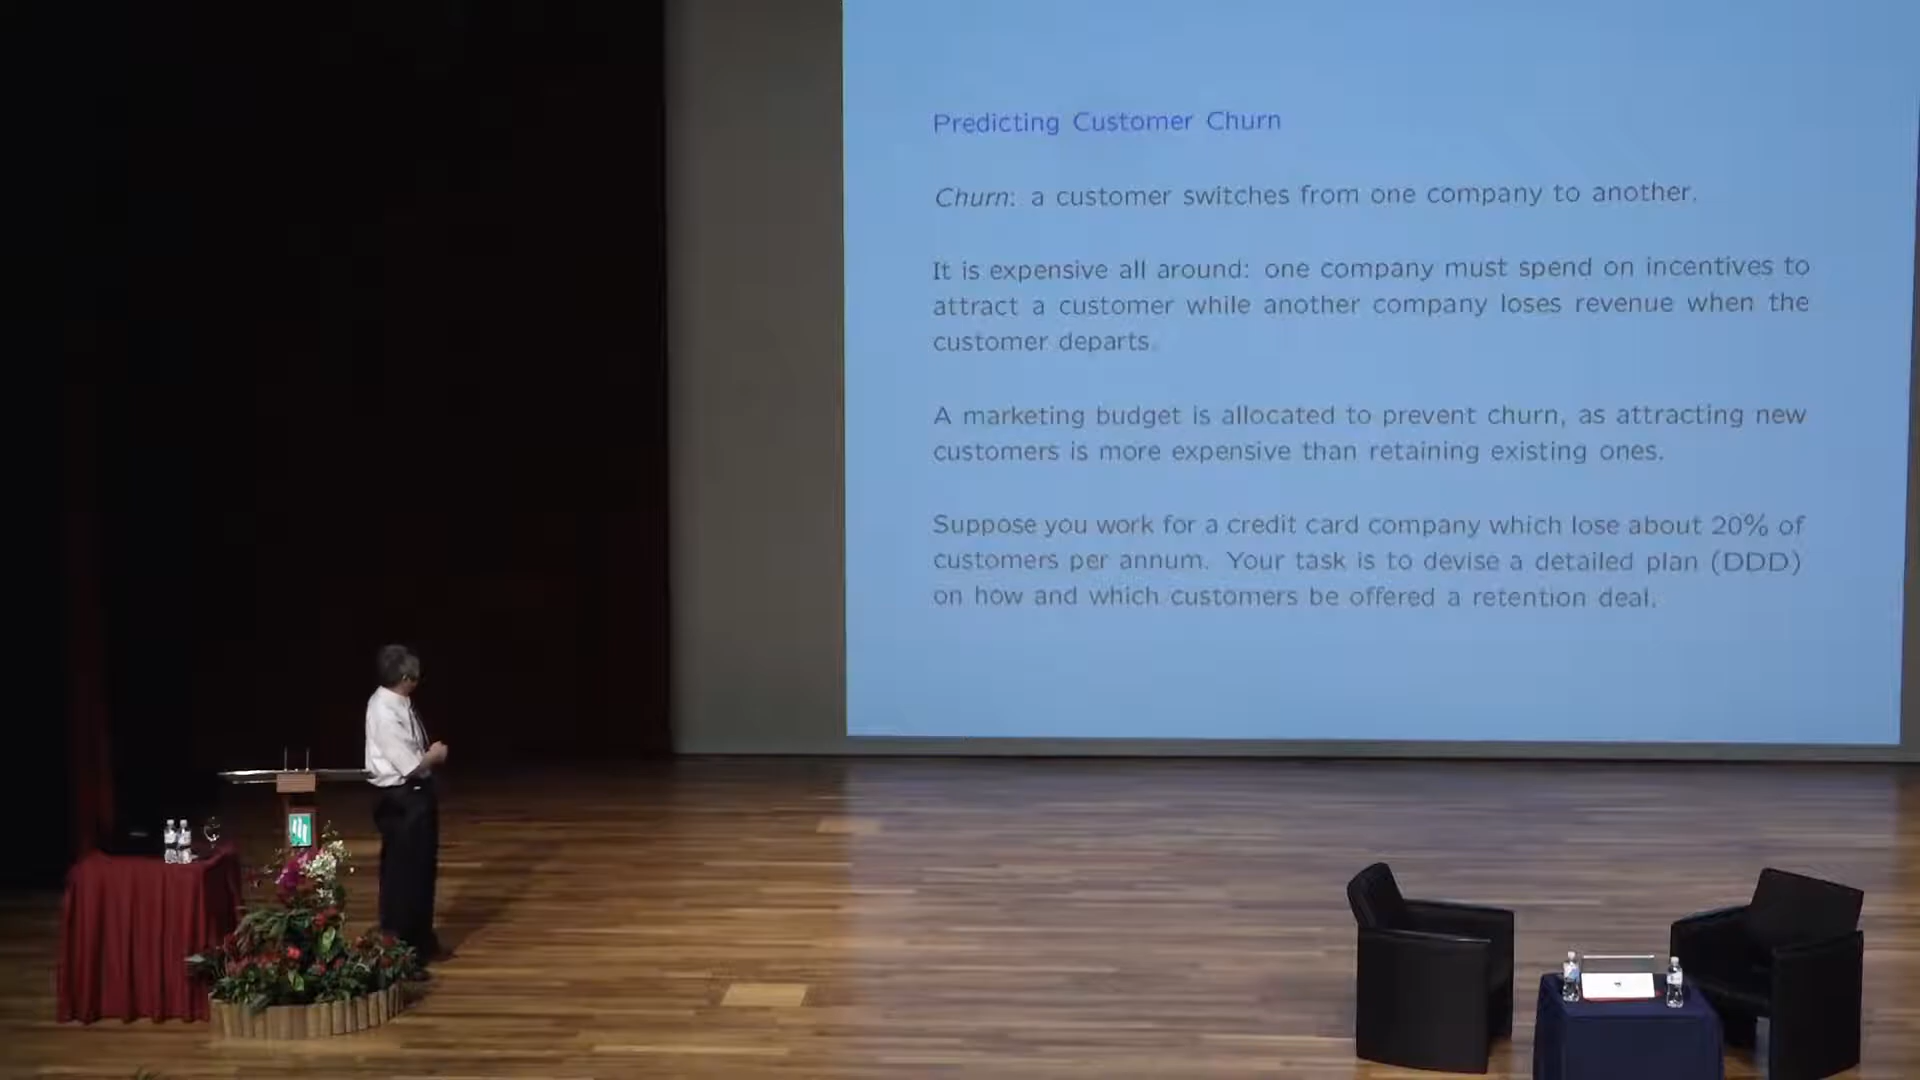 Predicting Customer Churn
Churn: a customer switches from one company to another.
It is expensive all around: one company must spend on incentives to
attract a customer while another company loses revenue when the
customer departs.
A marketing budget is allocated to prevent churn, as attracting new
customers is more expensive than retaining existing ones.
Suppose you work for a credit card company which lose about 20% of
customers per annum. Your task is to devise a detailed plan (DDD)
on how and which customers be offered a retention deal.